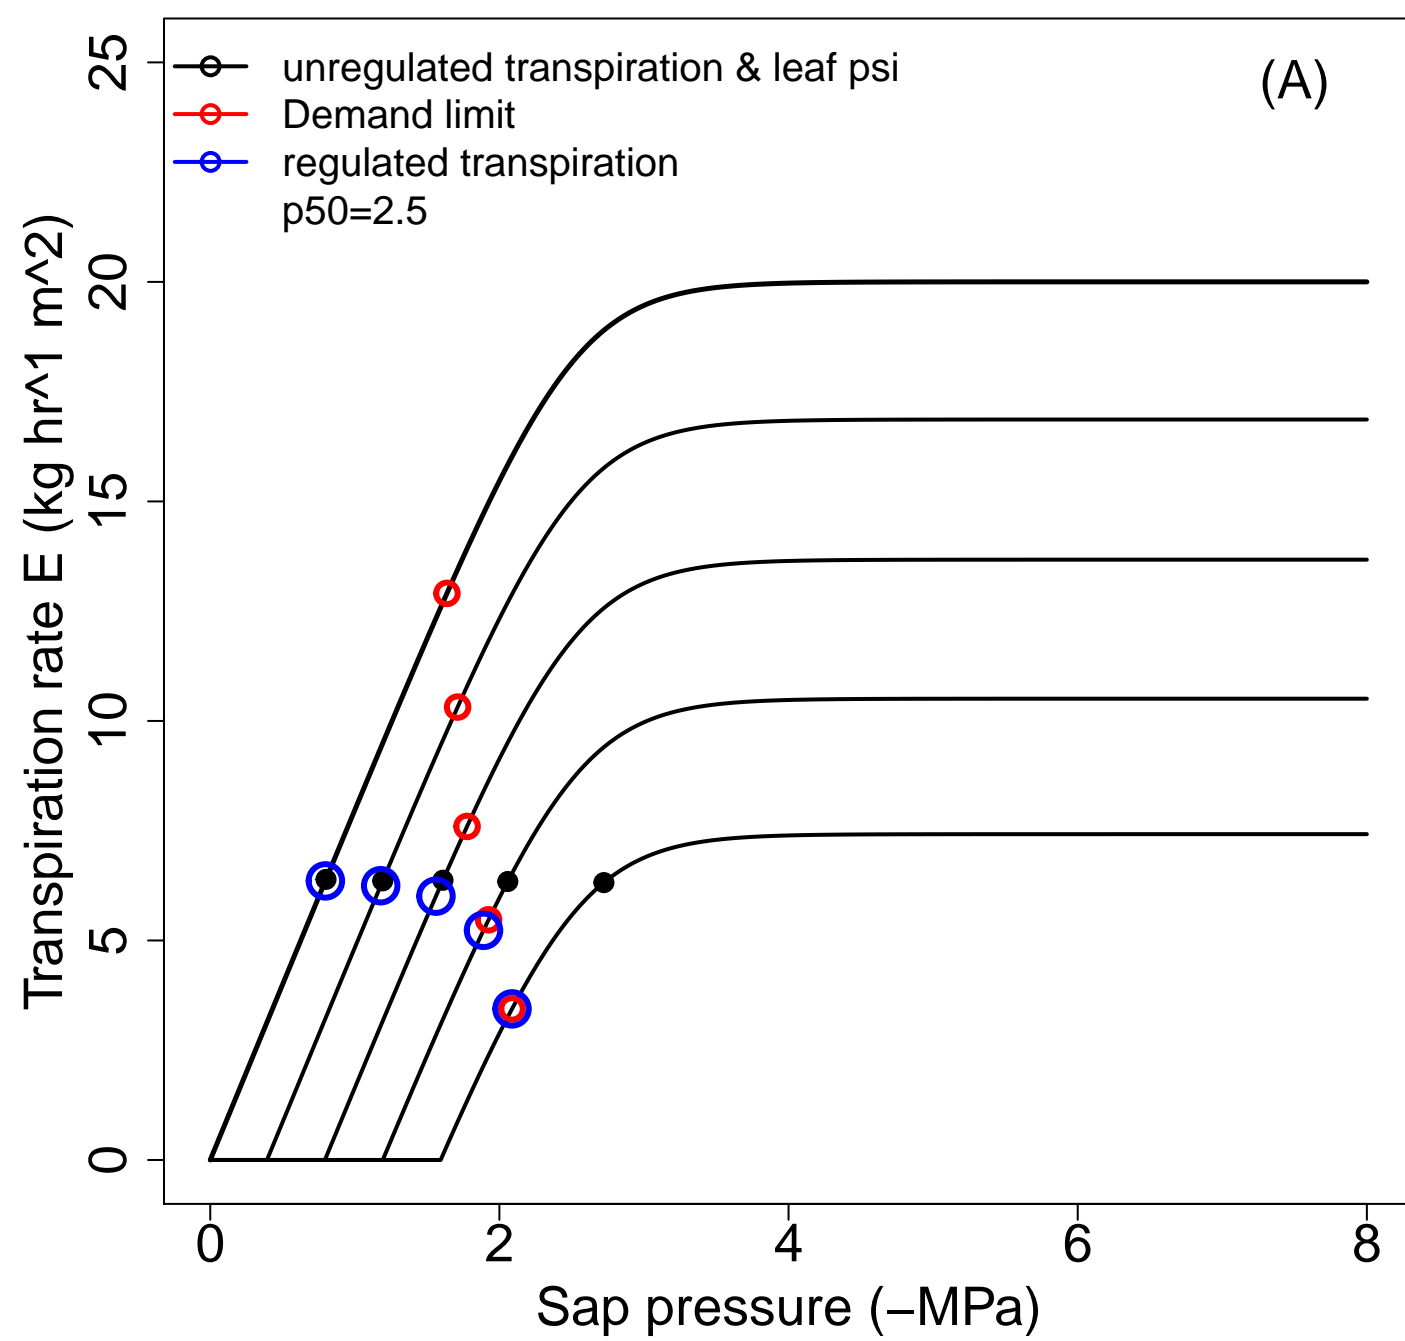 (A)
unregulated transpiration & leaf psi
Demand limit
regulated transpiration
p50=2.5
Transpiration rate E (kg hr^1 m^2)
25
20
15
10
5
0
0 2 4 6 8
Sap pressure (−MPa)